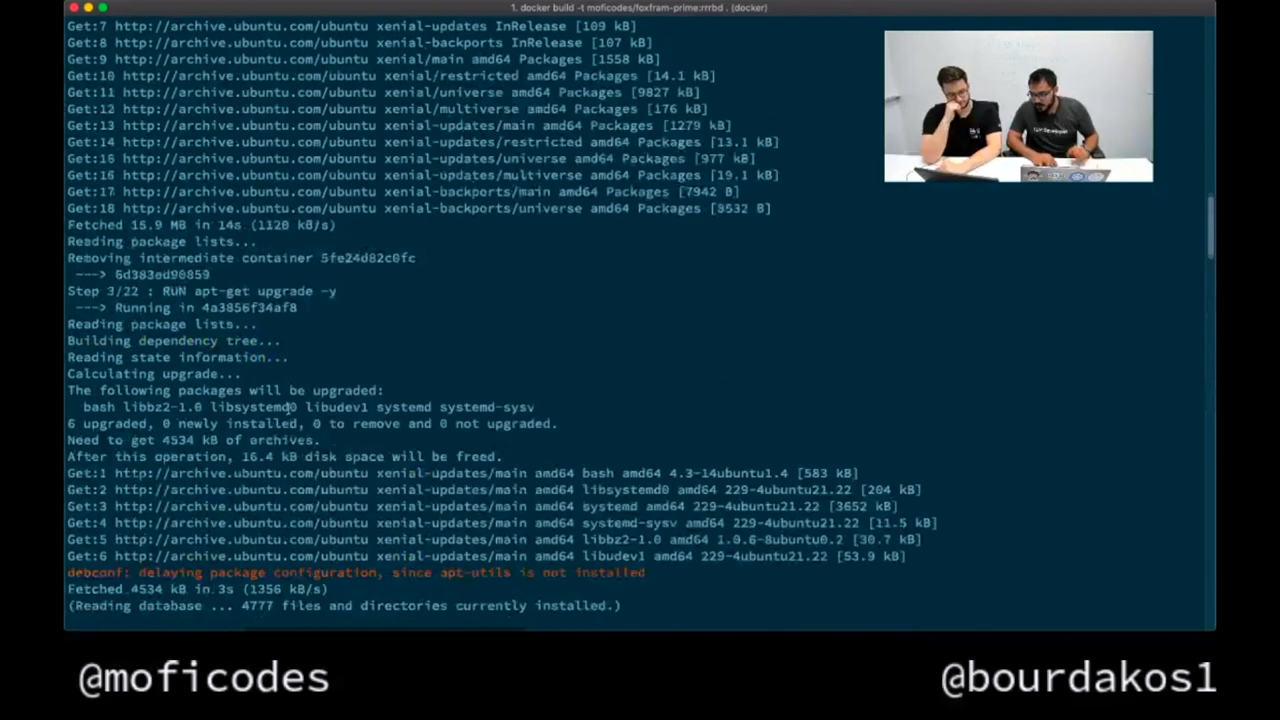 1. docker build -t moficodes/foxfram-prime:rrrbd . (docker)
Get:7 http://archive.ubuntu.com/ubuntu xenial-updates InRelease [109 kB]
Get:8 http://archive.ubuntu.com/ubuntu xenial-backports InRelease [107 kB]
Get:9 http://archive.ubuntu.com/ubuntu xenial/main amd64 Packages [1558 kB]
Get:10 http://archive.ubuntu.com/ubuntu xenial/restricted amd64 Packages [14.1 kB]
Get:11 http://archive.ubuntu.com/ubuntu xenial/universe amd64 Packages [9827 kB]
Get:12 http://archive.ubuntu.com/ubuntu xenial/multiverse amd64 Packages [176 kB]
Get:13 http://archive.ubuntu.com/ubuntu xenial-updates/main amd64 Packages [1279 kB]
Get:14 http://archive.ubuntu.com/ubuntu xenial-updates/restricted amd64 Packages [13.1 kB]
Get:15 http://archive.ubuntu.com/ubuntu xenial-updates/universe amd64 Packages [977 kB]
Get:16 http://archive.ubuntu.com/ubuntu xenial-updates/multiverse amd64 Packages [19.1 kB]
Get:17 http://archive.ubuntu.com/ubuntu xenial-backports/main amd64 Packages [7942 B]
Get:18 http://archive.ubuntu.com/ubuntu xenial-backports/universe amd64 Packages [8532 B]
Fetched 15.9 MB in 14s (1120 kB/s)
Reading package lists...
Removing intermediate container 5fe24d82c0fc
---> 6d383ed90859
Step 3/22 : RUN apt-get upgrade -y
---> Running in 4a3856f34af8
Reading package lists...
Building dependency tree...
Reading state information...
Calculating upgrade...
The following packages will be upgraded:
bash libbz2-1.0 libsystemd0 libudev1 systemd systemd-sysv
6 upgraded, 0 newly installed, 0 to remove and 0 not upgraded.
Need to get 4534 kB of archives.
After this operation, 16.4 kB disk space will be freed.
Get:1 http://archive.ubuntu.com/ubuntu xenial-updates/main amd64 bash amd64 4.3-14ubuntu1.4 [583 kB]
Get:2 http://archive.ubuntu.com/ubuntu xenial-updates/main amd64 libsystemd0 amd64 229-4ubuntu21.22 [204 kB]
Get:3 http://archive.ubuntu.com/ubuntu xenial-updates/main amd64 systemd amd64 229-4ubuntu21.22 [3652 kB]
Get:4 http://archive.ubuntu.com/ubuntu xenial-updates/main amd64 systemd-sysv amd64 229-4ubuntu21.22 [11.5 kB]
Get:5 http://archive.ubuntu.com/ubuntu xenial-updates/main amd64 libbz2-1.0 amd64 1.0.6-8ubuntu0.2 [30.7 kB]
Get:6 http://archive.ubuntu.com/ubuntu xenial-updates/main amd64 libudev1 amd64 229-4ubuntu21.22 [53.9 kB]
debconf: delaying package configuration, since apt-utils is not installed
Fetched 4534 kB in 3s (1356 kB/s)
(Reading database ... 4777 files and directories currently installed.)
@moficodes
@bourdakos1